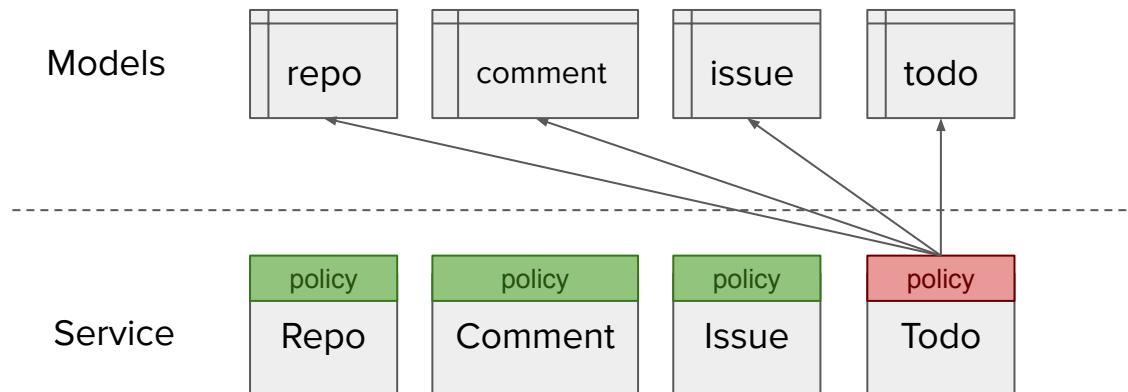 Models
repo
comment
issue
todo
policy
policy
policy
policy
Service
Repo
Comment
Issue
Todo